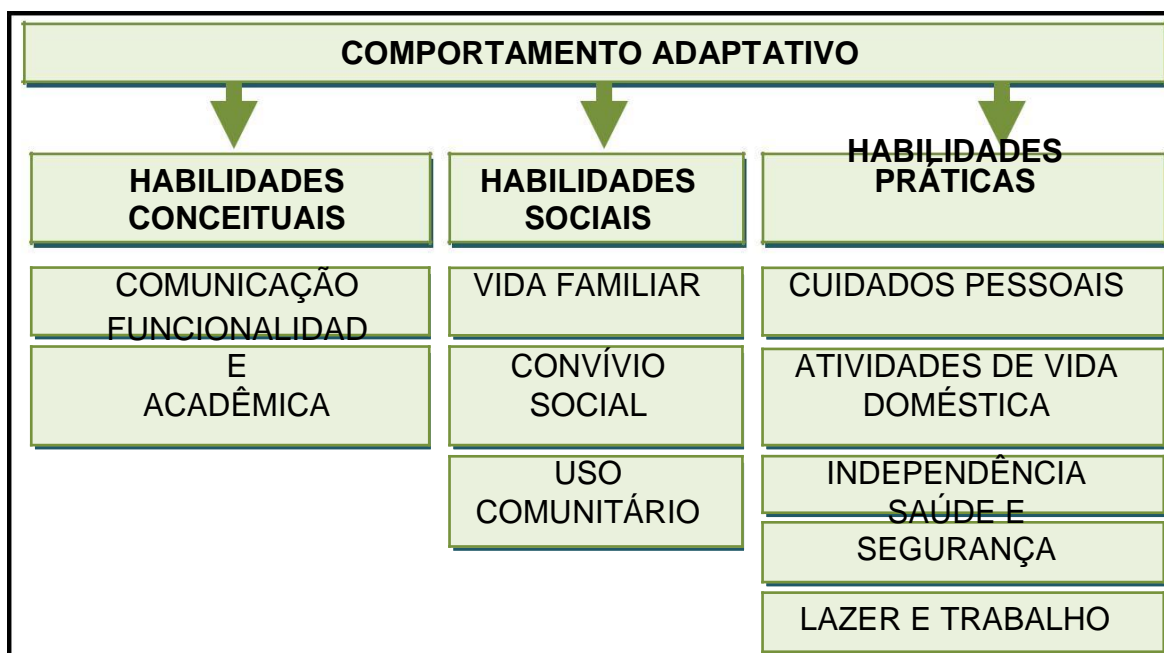 COMPORTAMENTO ADAPTATIVO
HABILIDADES
CONCEITUAIS
COMUNICAÇÃO
FUNCIONALIDAD
E
ACADÊMICA
HABILIDADES
SOCIAIS
VIDA FAMILIAR
CONVÍVIO
SOCIAL
USO
COMUNITÁRIO
HABILIDADES
PRÁTICAS
CUIDADOS PESSOAIS
ATIVIDADES DE VIDA
DOMÉSTICA
INDEPENDÊNCIA
SAÚDE E
SEGURANÇA
LAZER E TRABALHO